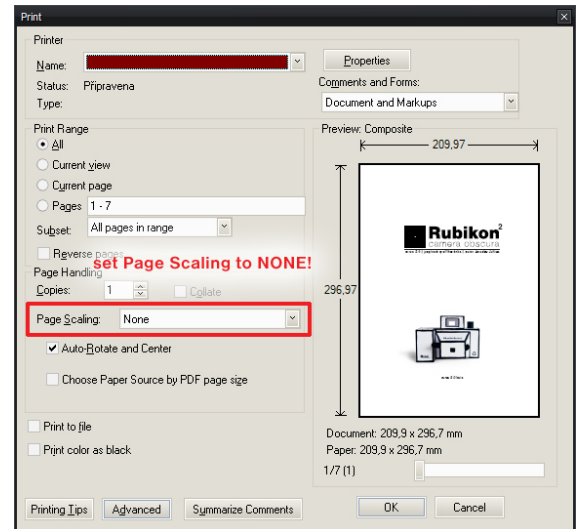 Print
Printer
Name:
Properties
Status: Připravena
Comments and Forms:
Type:
Document and Markups
Print Range
All
Current view
Current page
Pages 1 - 7
Subset: All pages in range
Reverse pages
set Page Scaling to NONE!
Page Handling
Copies: 1 Collate
Page Scaling: None
Auto-Rotate and Center
Choose Paper Source by PDF page size
Print to file
Print color as black
Preview: Composite
209,97
296,97
Rubikon2
camera obscura
Document: 209,9 x 296,7 mm
Paper: 209,9 x 296,7 mm
1/7 (1)
Printing Tips
Advanced
Summarize Comments
OK
Cancel